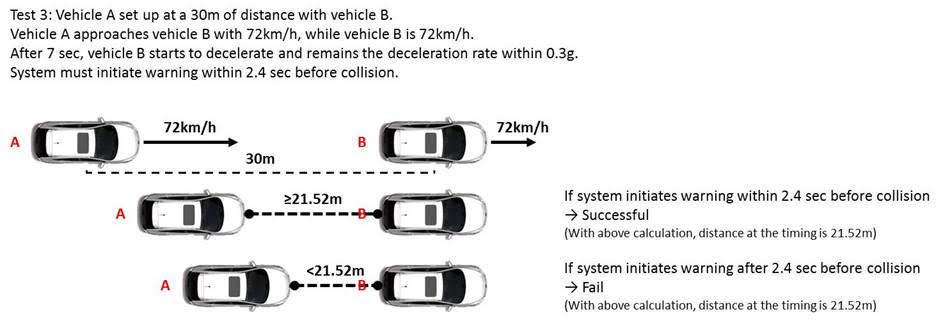 Test 3: Vehicle A set up at a 30m of distance with vehicle B.
Vehicle A approaches vehicle B with 72km/h, while vehicle B is 72km/h.
After 7 sec, vehicle B starts to decelerate and remains the deceleration rate within 0.3g.
System must initiate warning within 2.4 sec before collision.
A
72km/h
B
72km/h
30m
A
≥21.52m
B
If system initiates warning within 2.4 sec before collision
→ Successful
(With above calculation, distance at the timing is 21.52m)
A
<21.52m
B
If system initiates warning after 2.4 sec before collision
→ Fail
(With above calculation, distance at the timing is 21.52m)